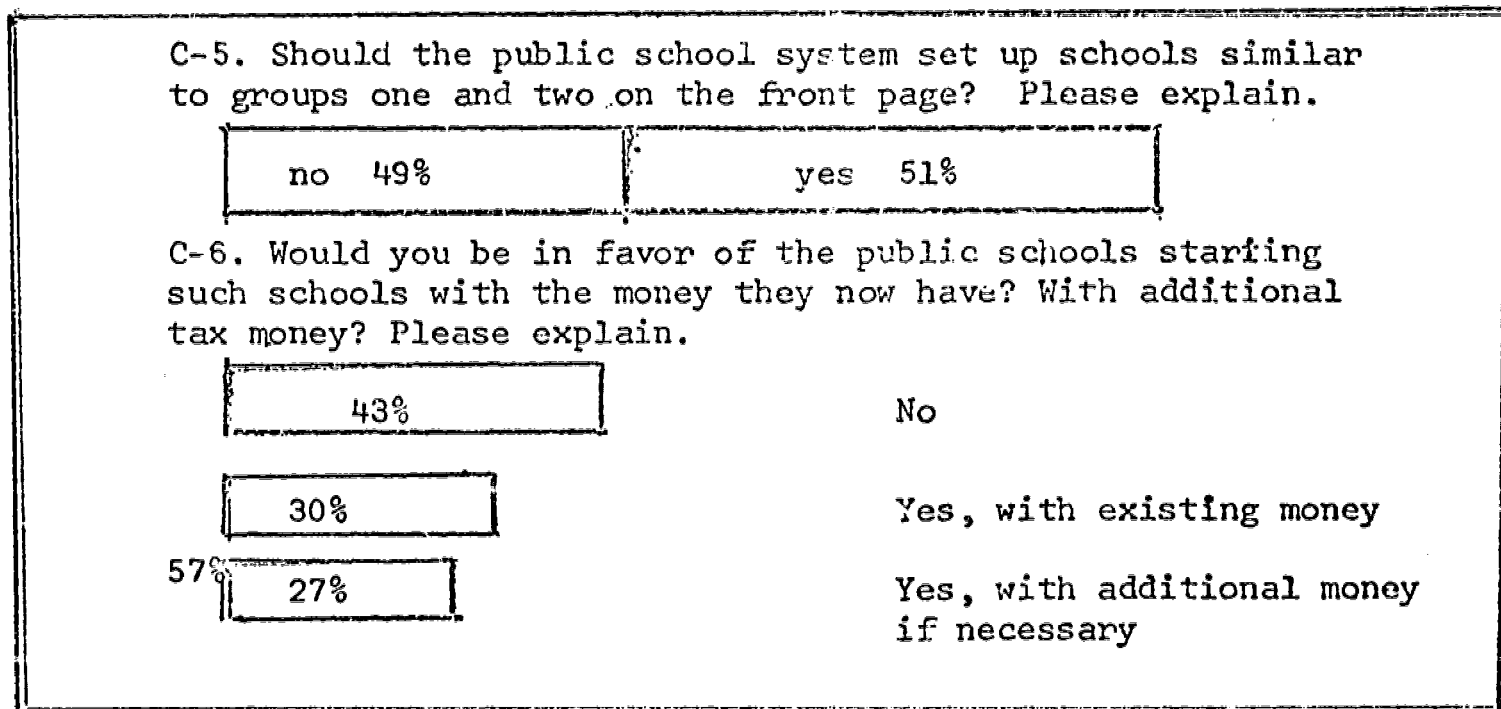 C-5. Should the public school system set up schools similar
to groups one and two on the front page? Please explain.
no 49% yes 51%
C-6. Would you be in favor of the public schools starting
such schools with the money they now have? With additional
tax money? Please explain.
43% No
30% Yes, with existing money
57% 27% Yes, with additional money
if necessary